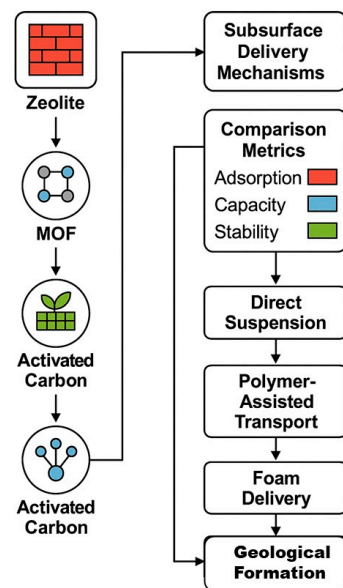 Zeolite
MOF
Activated
Carbon
Activated
Carbon
Subsurface
Delivery
Mechanisms
Comparison
Metrics
Adsorption
Capacity
Stability
Direct
Suspension
Polymer-
Assisted
Transport
Foam
Delivery
Geological
Formation